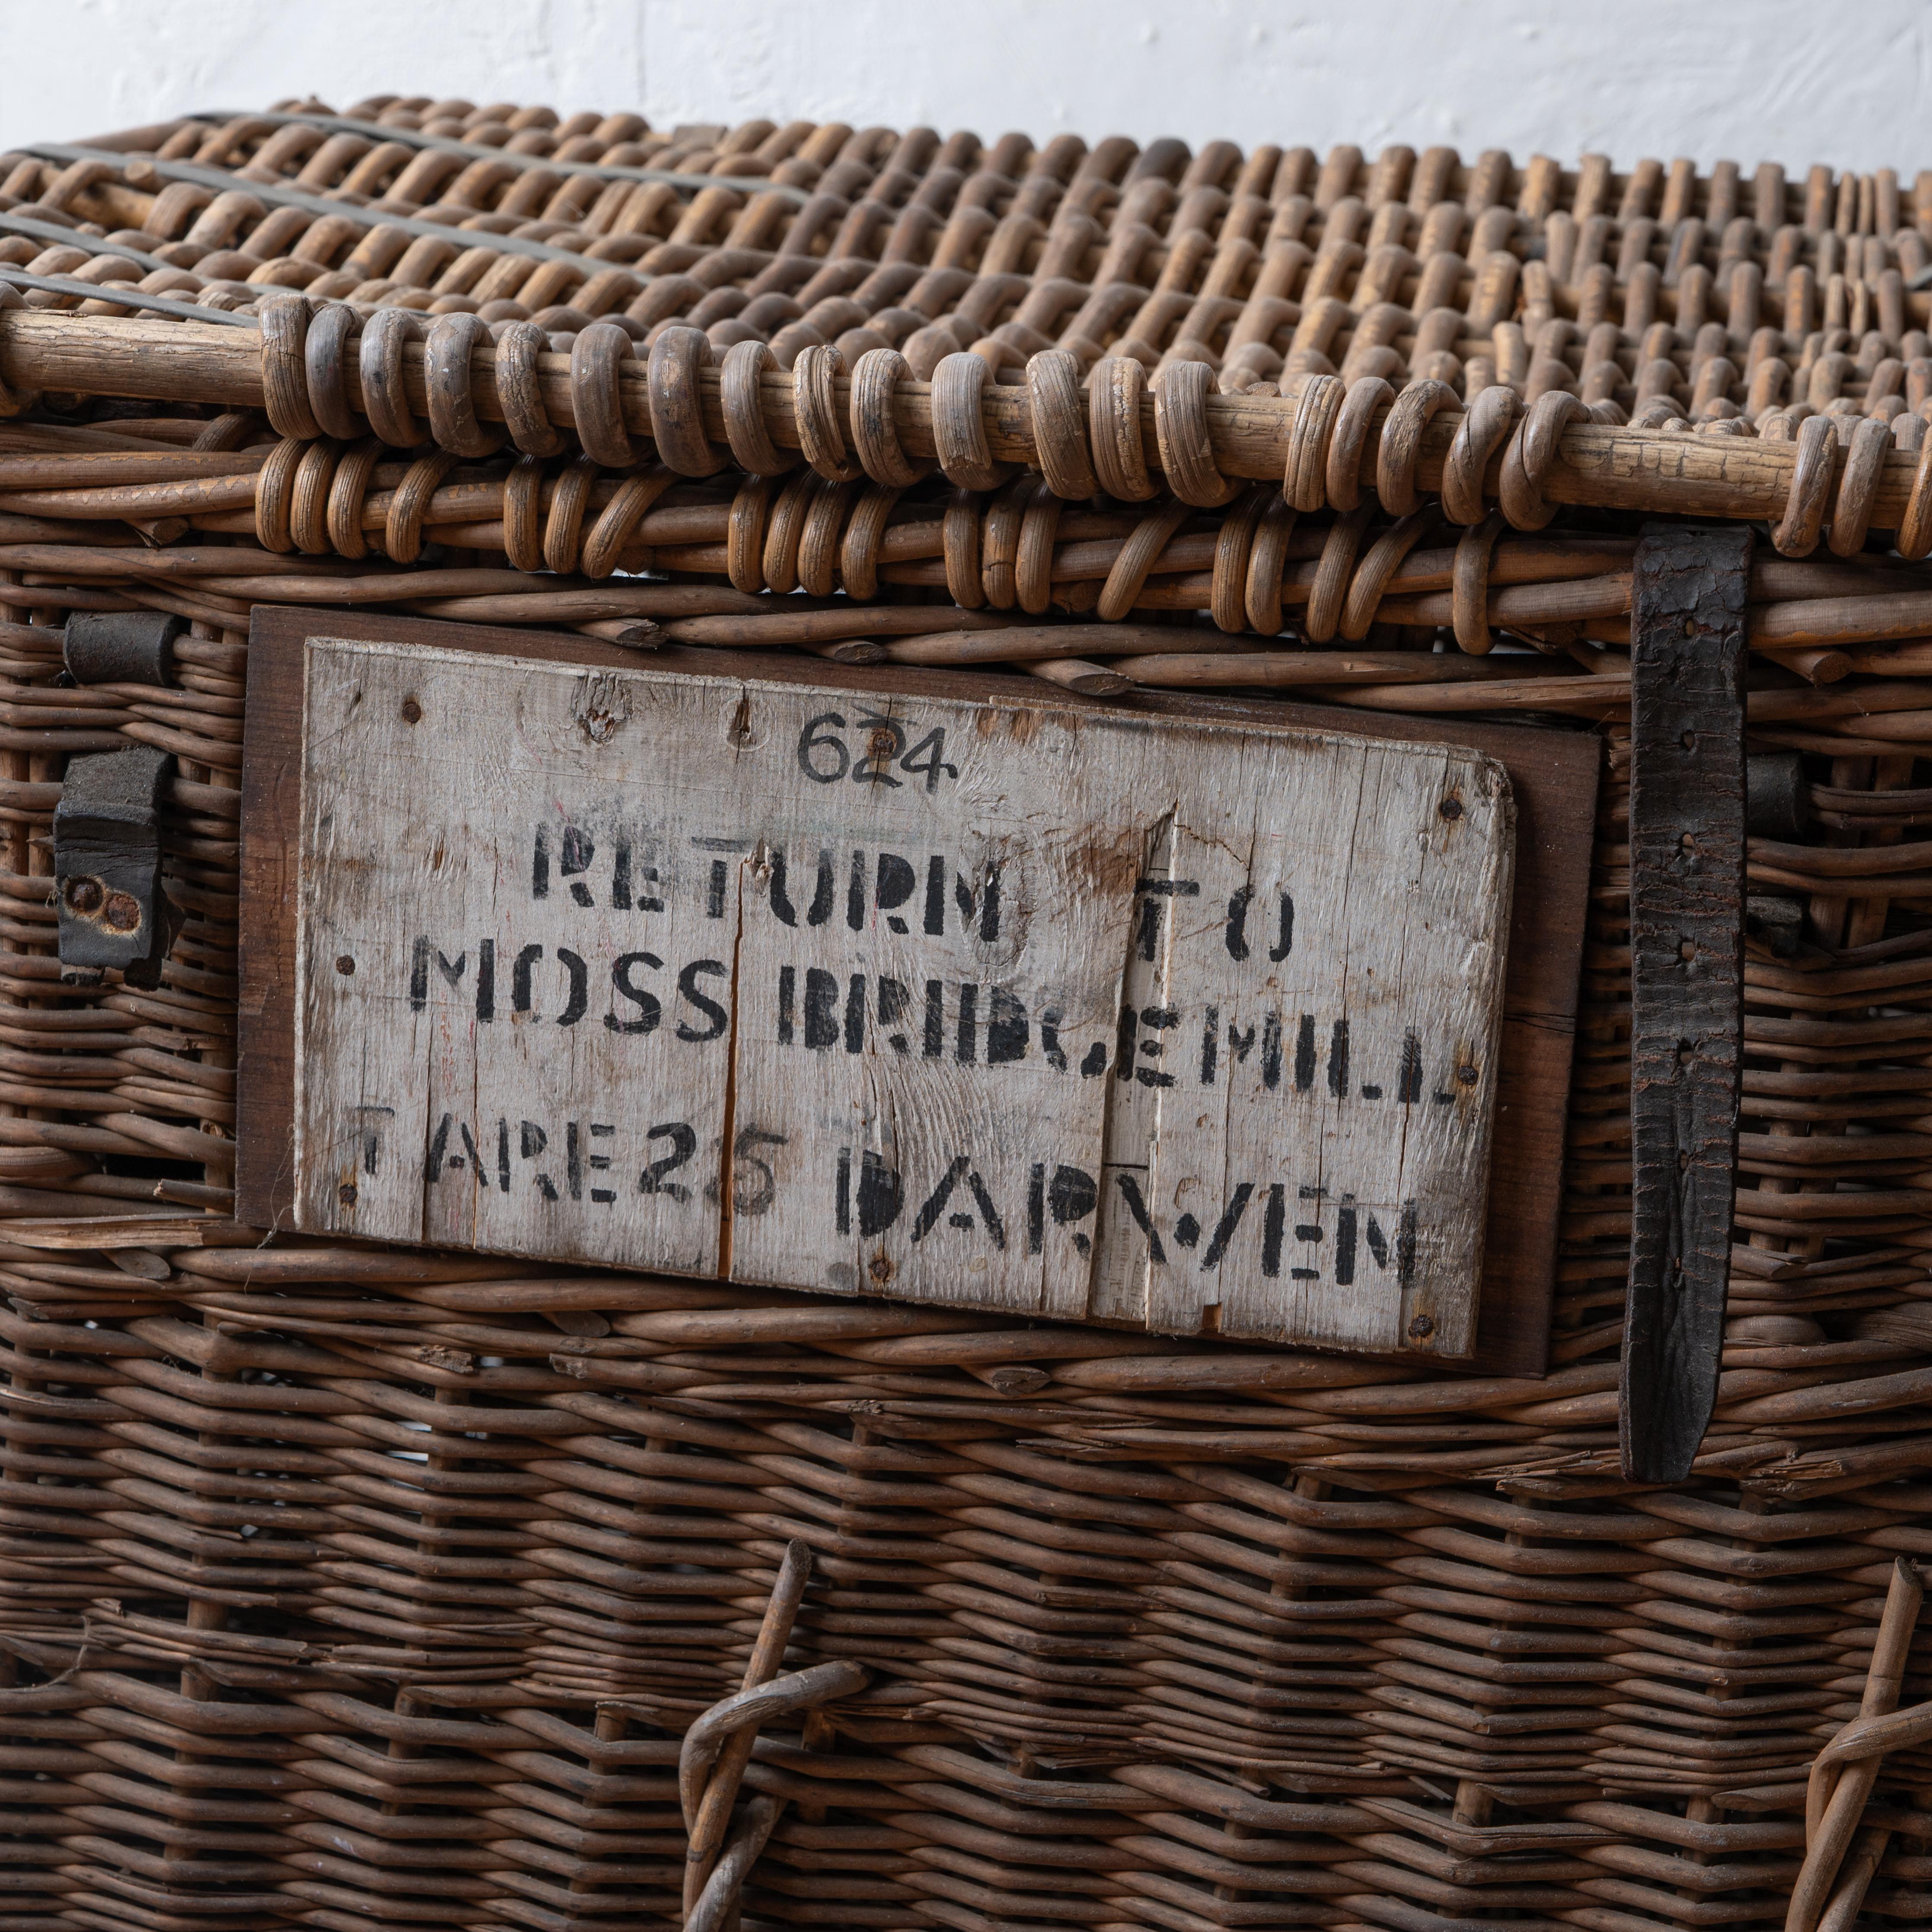 624
RETURN TO
MOSS BRIDGE MILL
TARE 25 DARWEN